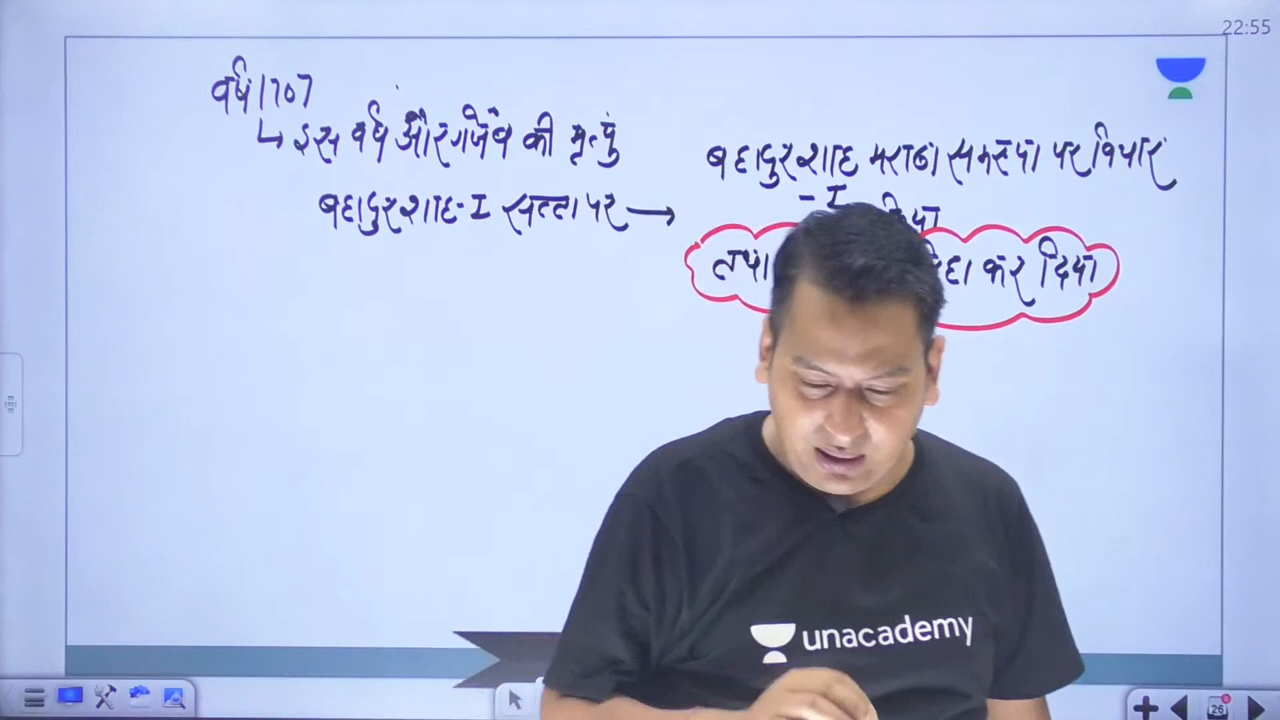 22:55
वर्ष 1707
↳ इस वर्ष औरंगजेब की मृत्यु
बहादुरशाह-I सत्ता पर →
बहादुरशाह मराठा समस्या पर विचार
-I
तथा
कर दिया
unacademy
26